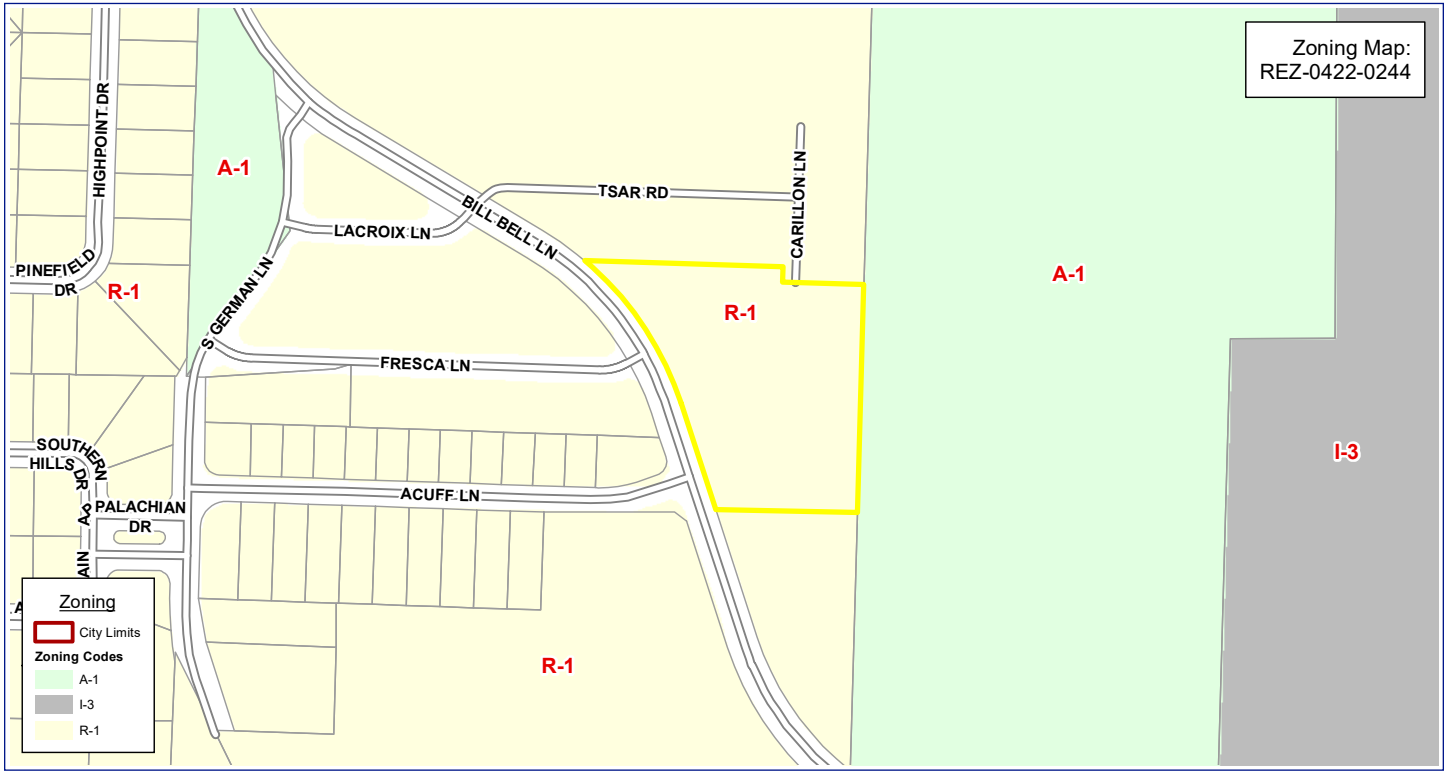 Zoning Map:
REZ-0422-0244
HIGHPOINT DR
A-1
CARILLON LN
TSAR RD
BILL BELL LN
LACROIX LN
PINEFIELD
DR
R-1
S GERMAN LN
A-1
R-1
FRESCA LN
SOUTHERN
HILLS DR
I-3
ACUFF LN
PALACHIAN
DR
AP
AIN
R-1
A
Zoning
City Limits
Zoning Codes
A-1
I-3
R-1